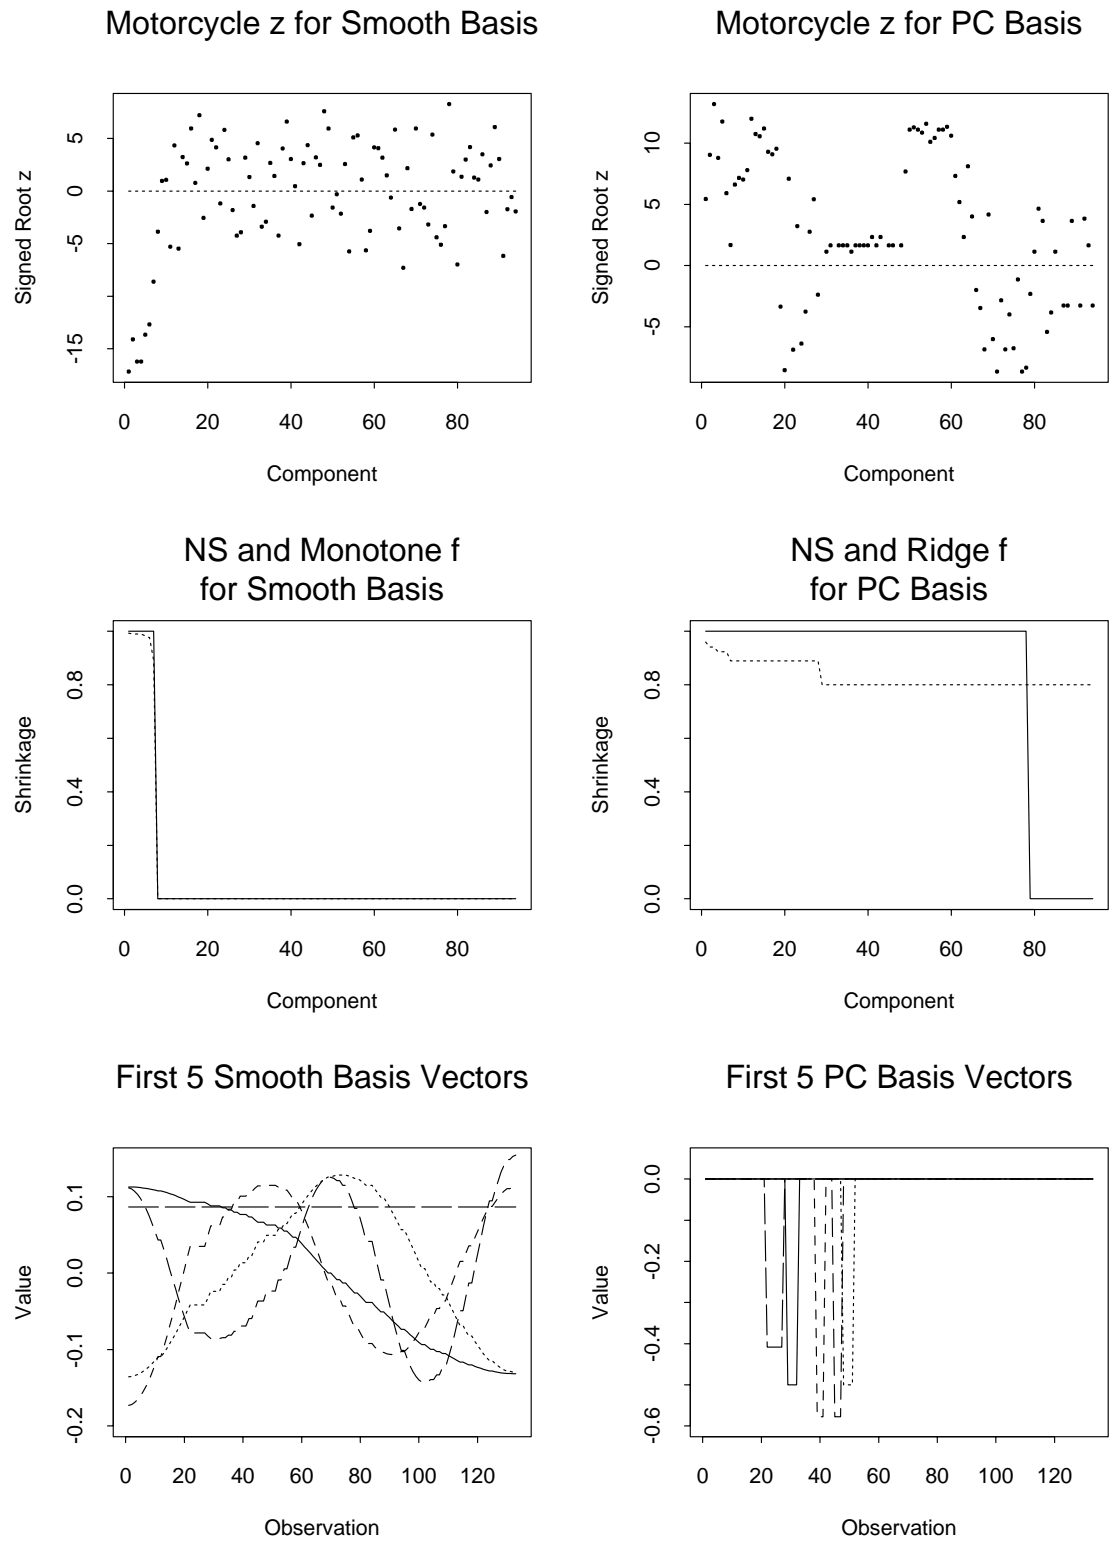 Motorcycle z for Smooth Basis
Signed Root z
5
0
-5
-15
0 20 40 60 80
Component
Motorcycle z for PC Basis
Signed Root z
10
5
0
-5
0 20 40 60 80
Component
NS and Monotone f
for Smooth Basis
Shrinkage
0.8
0.4
0.0
0 20 40 60 80
Component
NS and Ridge f
for PC Basis
Shrinkage
0.8
0.4
0.0
0 20 40 60 80
Component
First 5 Smooth Basis Vectors
Value
0.1
0.0
-0.1
-0.2
0 20 40 60 80 100 120
Observation
First 5 PC Basis Vectors
Value
0.0
-0.2
-0.4
-0.6
0 20 40 60 80 100 120
Observation